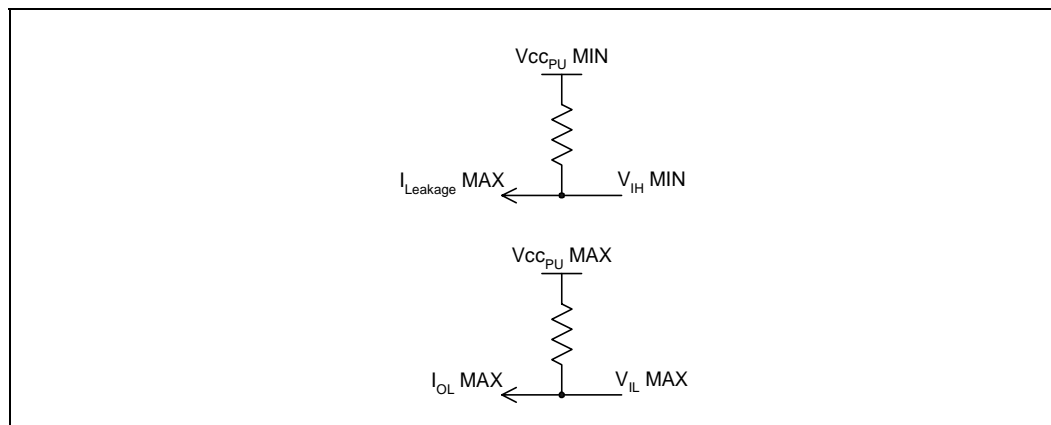 Vcc_PU MIN
I_Leakage MAX
V_IH MIN
Vcc_PU MAX
I_OL MAX
V_IL MAX